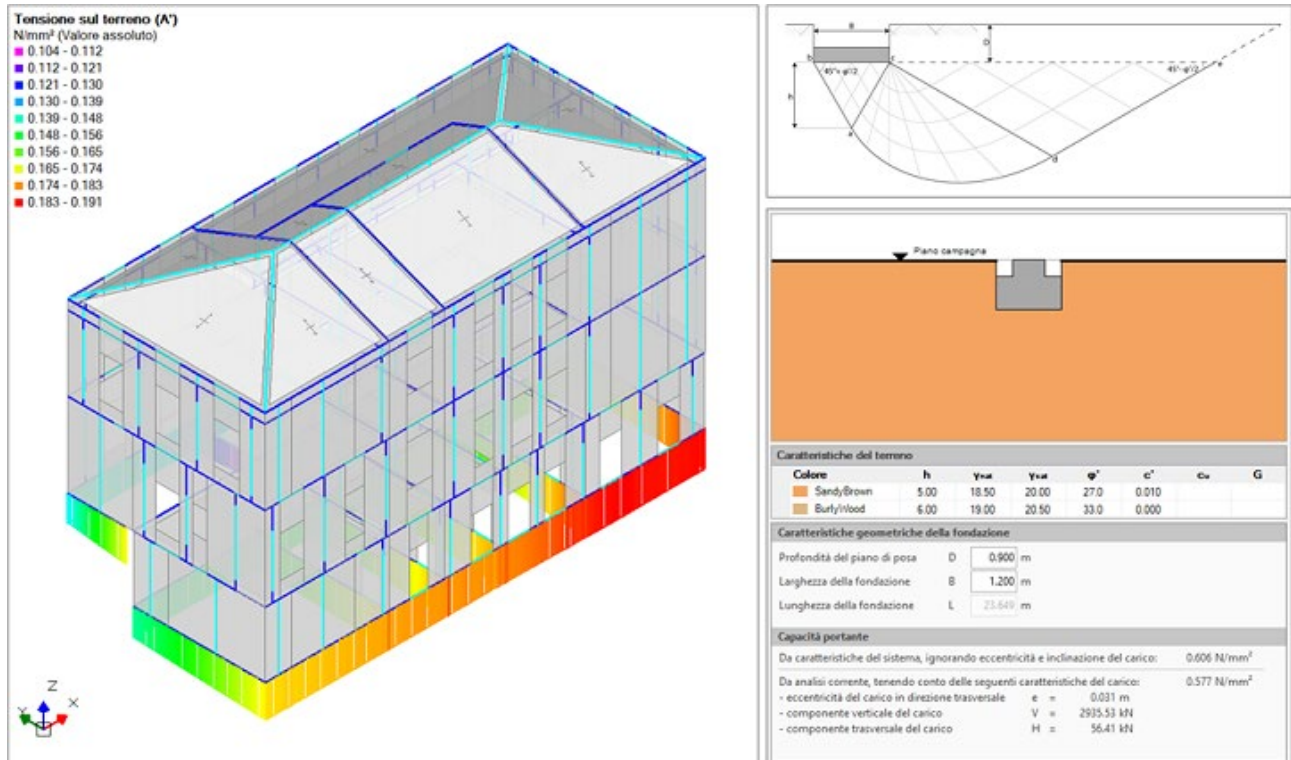 Tensione sul terreno (A')
N/mm² (Valore assoluto)
0.104 - 0.112
0.112 - 0.121
0.121 - 0.130
0.130 - 0.139
0.139 - 0.148
0.148 - 0.156
0.156 - 0.165
0.165 - 0.174
0.174 - 0.183
0.183 - 0.191
Z
X
Y
B
D
b
c
e
45°+φ'/2
45°-φ'/2
h
a
d
Piano campagna
Caratteristiche del terreno
Colore h γnat γsat φ' c' cu G
SandyBrown 5.00 18.50 20.00 27.0 0.010
BurlyWood 6.00 19.00 20.50 33.0 0.000
Caratteristiche geometriche della fondazione
Profondità del piano di posa D 0.900 m
Larghezza della fondazione B 1.200 m
Lunghezza della fondazione L 23.649 m
Capacità portante
Da caratteristiche del sistema, ignorando eccentricità e inclinazione del carico: 0.606 N/mm²
Da analisi corrente, tenendo conto delle seguenti caratteristiche del carico: 0.577 N/mm²
- eccentricità del carico in direzione trasversale e = 0.031 m
- componente verticale del carico V = 2935.53 kN
- componente trasversale del carico H = 56.41 kN